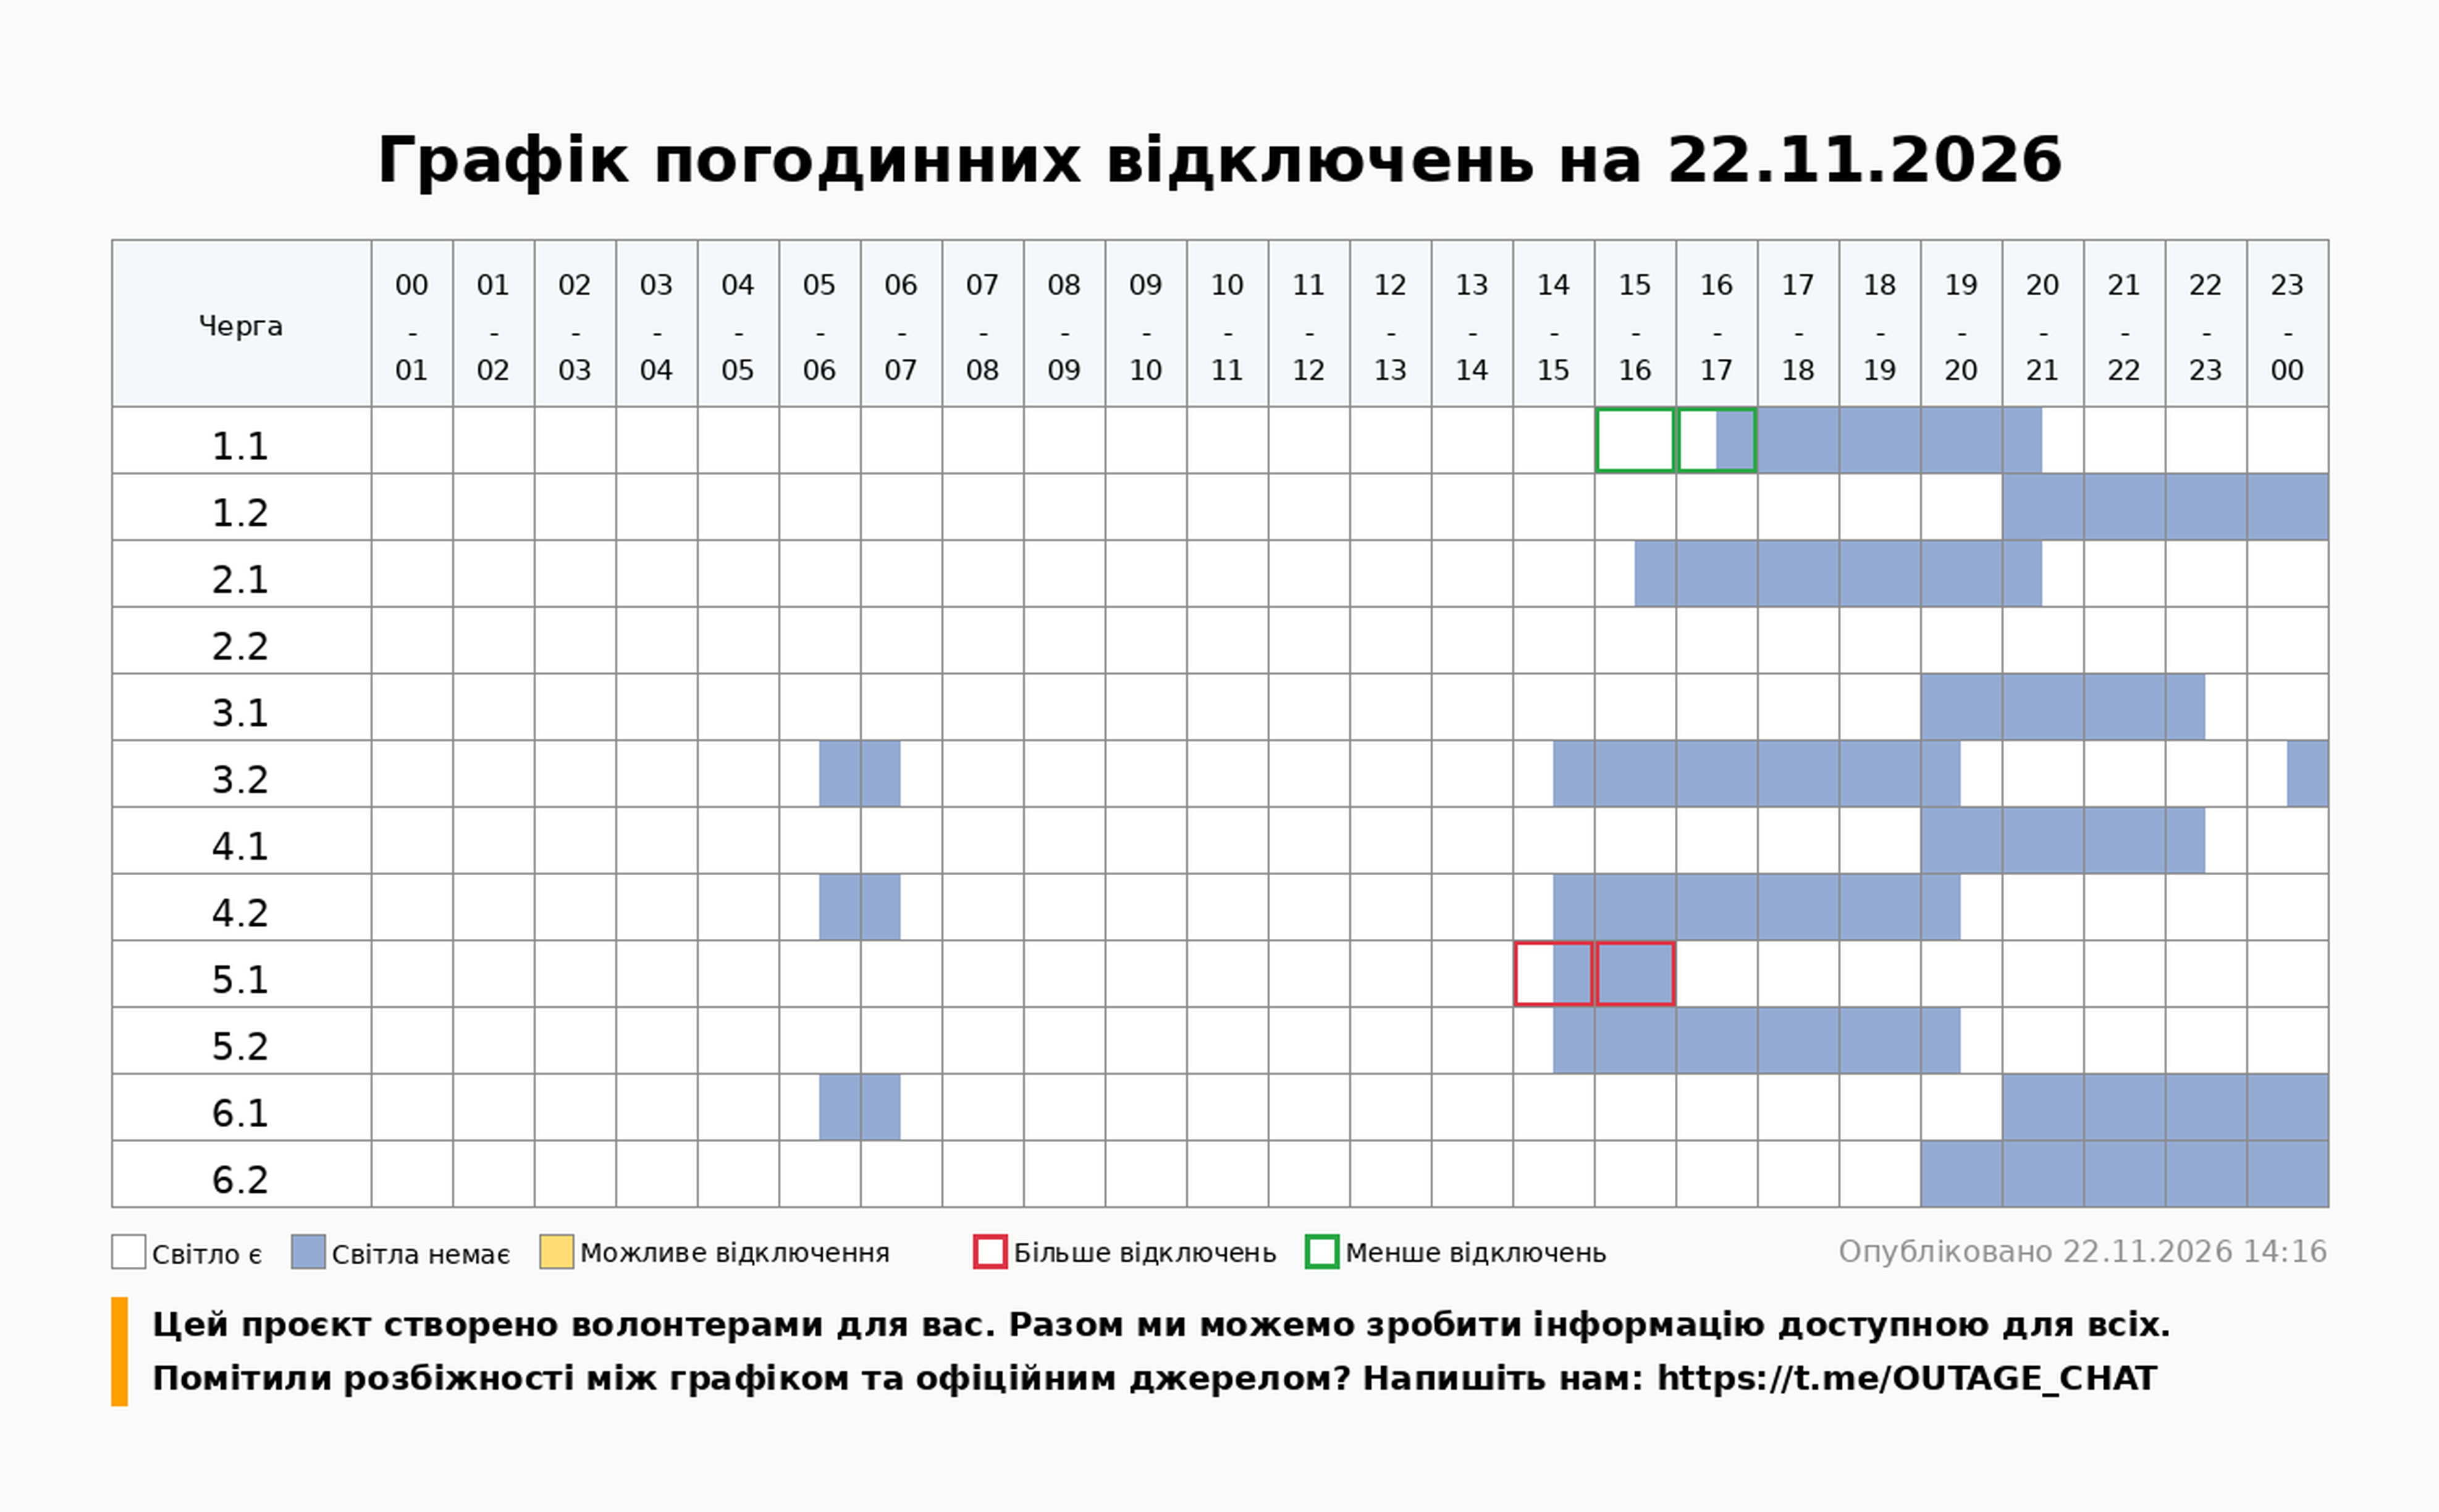 Графік погодинних відключень на 22.11.2026
Черга 00 - 01 01 - 02 02 - 03 03 - 04 04 - 05 05 - 06 06 - 07 07 - 08 08 - 09 09 - 10 10 - 11 11 - 12 12 - 13 13 - 14 14 - 15 15 - 16 16 - 17 17 - 18 18 - 19 19 - 20 20 - 21 21 - 22 22 - 23 23 - 00
1.1
1.2
2.1
2.2
3.1
3.2
4.1
4.2
5.1
5.2
6.1
6.2
Світло є Світла немає Можливе відключення Більше відключень Менше відключень Опубліковано 22.11.2026 14:16
Цей проєкт створено волонтерами для вас. Разом ми можемо зробити інформацію доступною для всіх.
Помітили розбіжності між графіком та офіційним джерелом? Напишіть нам: https://t.me/OUTAGE_CHAT